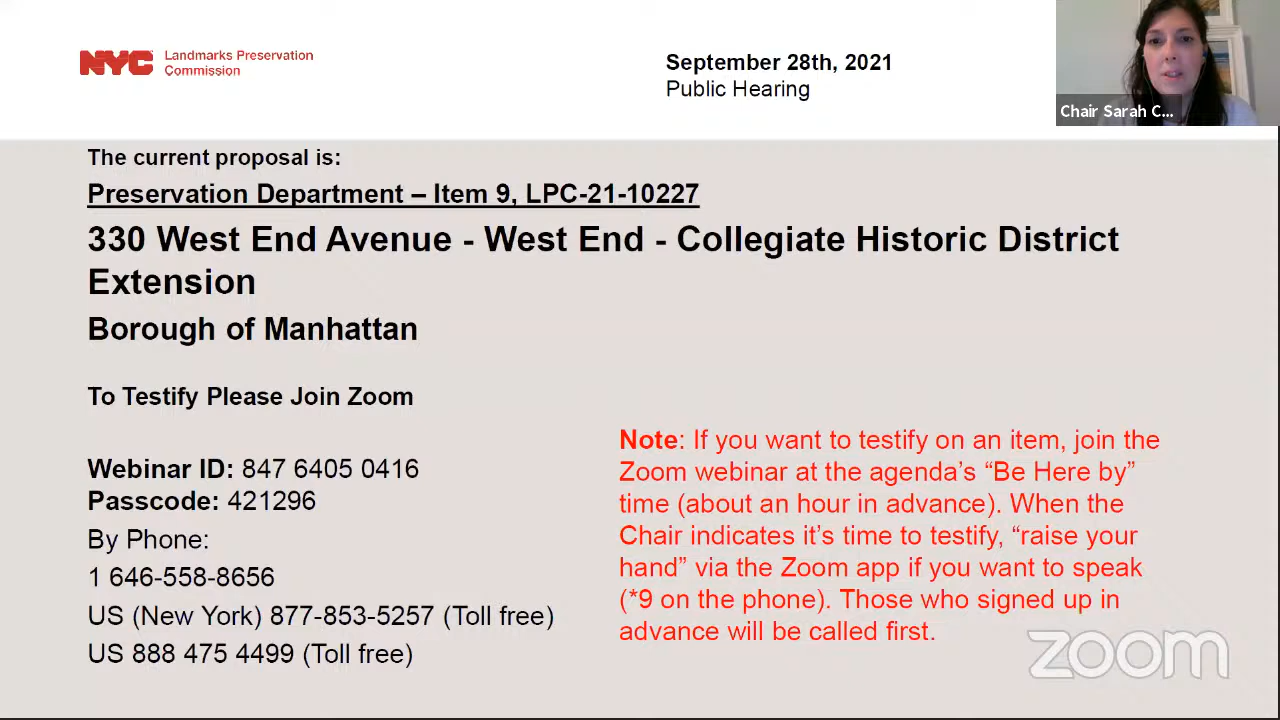 NYC
Landmarks Preservation
Commission
September 28th, 2021
Public Hearing
Chair Sarah C...
The current proposal is:
Preservation Department – Item 9, LPC-21-10227
330 West End Avenue - West End - Collegiate Historic District
Extension
Borough of Manhattan
To Testify Please Join Zoom
Webinar ID: 847 6405 0416
Passcode: 421296
By Phone:
1 646-558-8656
US (New York) 877-853-5257 (Toll free)
US 888 475 4499 (Toll free)
Note: If you want to testify on an item, join the
Zoom webinar at the agenda’s “Be Here by”
time (about an hour in advance). When the
Chair indicates it’s time to testify, “raise your
hand” via the Zoom app if you want to speak
(*9 on the phone). Those who signed up in
advance will be called first.
zoom